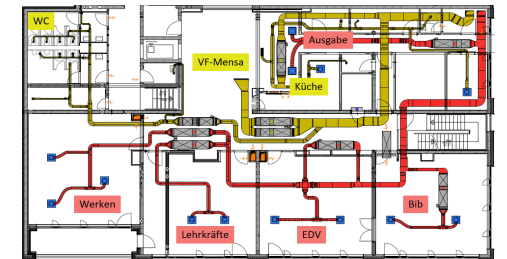 WC
Ausgabe
VF-Mensa
Küche
Werken
Lehrkräfte
EDV
Bib